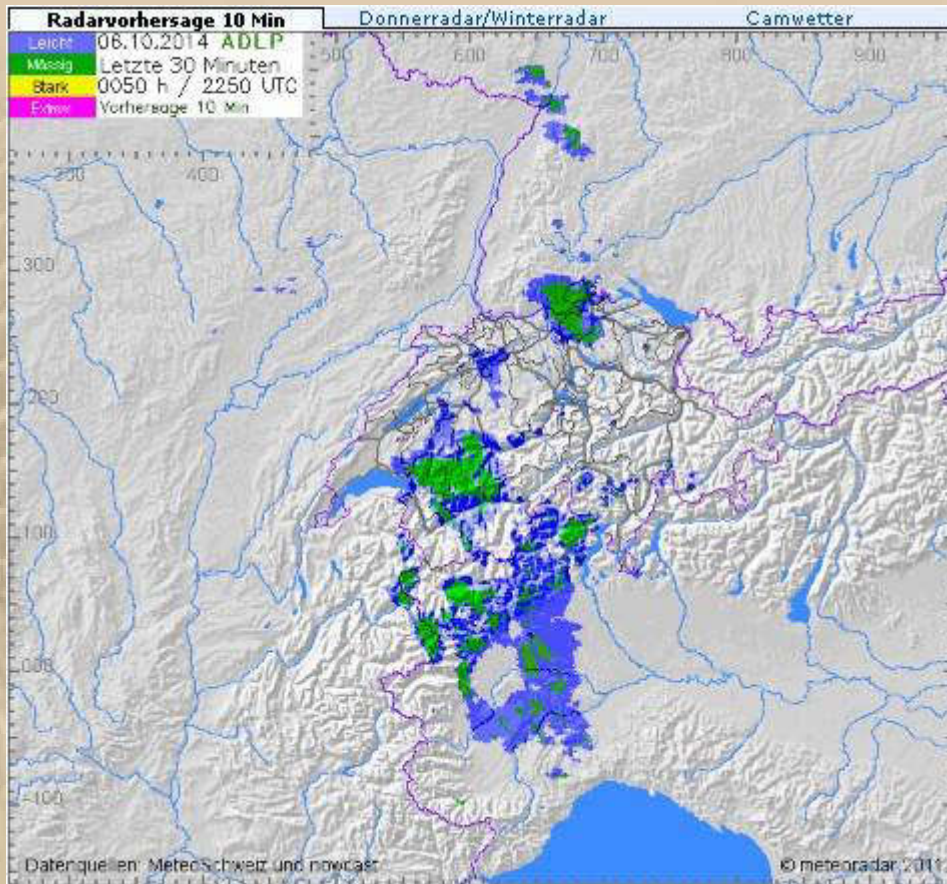 Radarvorhersage 10 Min Donnerradar/Winterradar Camwetter
Leicht 06.10.2014 ADLP
Mässig Letzte 30 Minuten
Stark 0050 h / 2250 UTC
Extrem Vorhersage 10 Min
500 600 700 800 900
300 400
300
200
100
000
-100
Datenquellen: MeteoSchweiz und nowcast © meteoradar, 2011